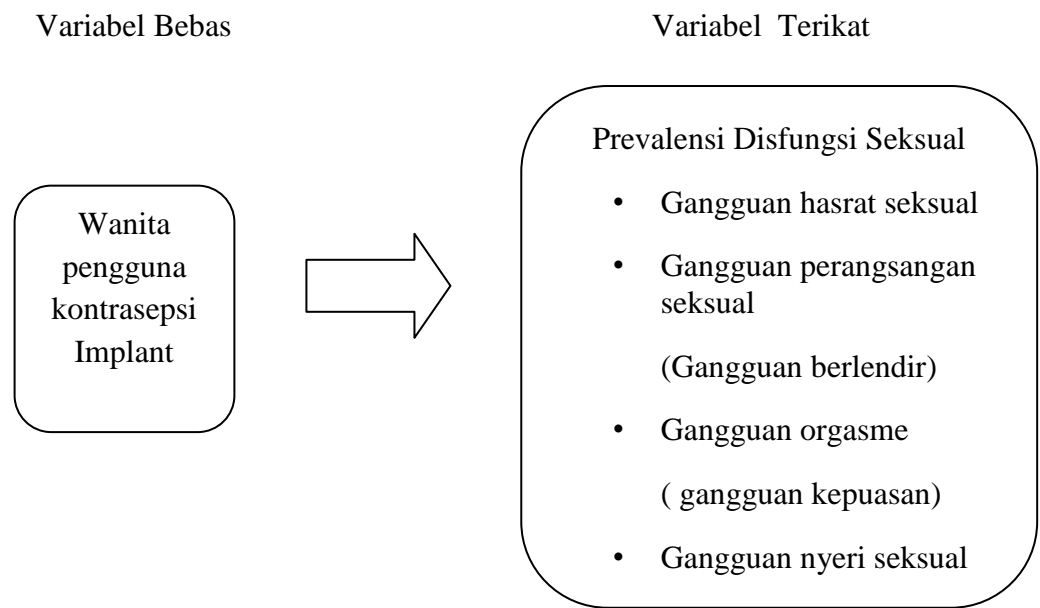 Variabel Bebas
Variabel Terikat
Wanita
pengguna
kontrasepsi
Implant
Prevalensi Disfungsi Seksual
• Gangguan hasrat seksual
• Gangguan perangsangan
seksual
(Gangguan berlendir)
• Gangguan orgasme
( gangguan kepuasan)
• Gangguan nyeri seksual